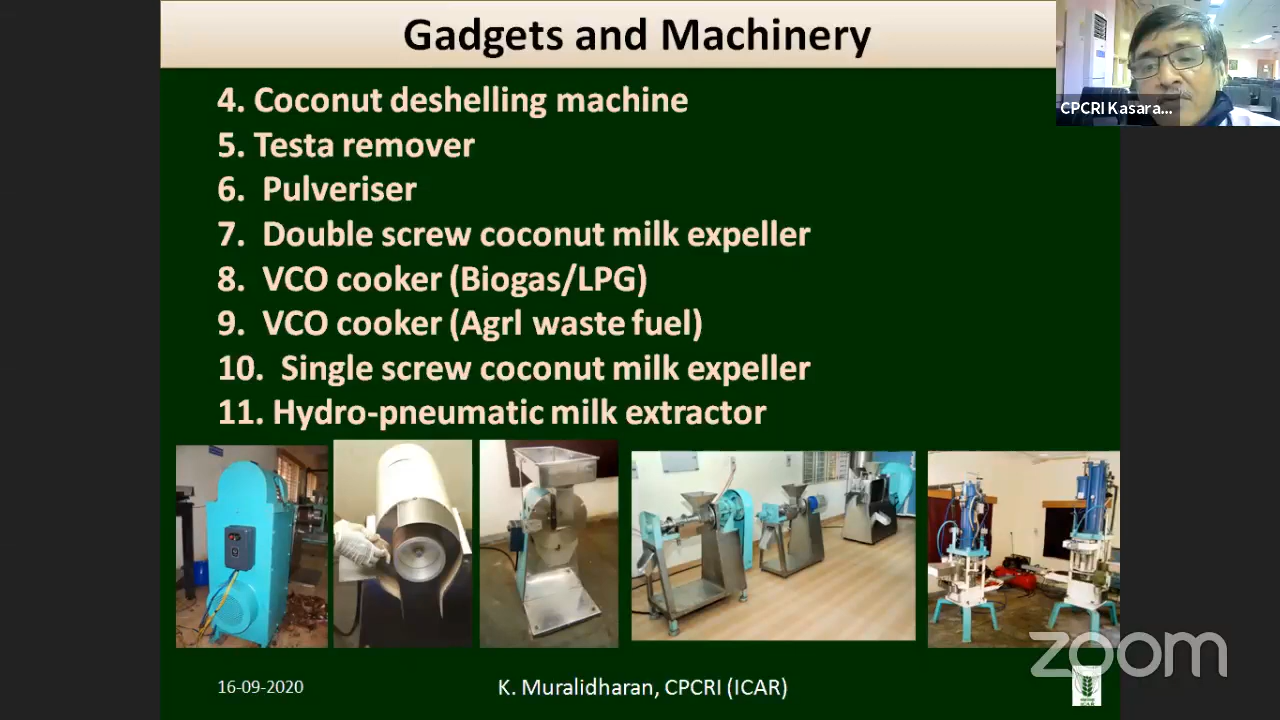 Gadgets and Machinery
CPCRI Kasara...
4. Coconut deshelling machine
5. Testa remover
6. Pulveriser
7. Double screw coconut milk expeller
8. VCO cooker (Biogas/LPG)
9. VCO cooker (Agrl waste fuel)
10. Single screw coconut milk expeller
11. Hydro-pneumatic milk extractor
zoom
16-09-2020
K. Muralidharan, CPCRI (ICAR)
ICAR